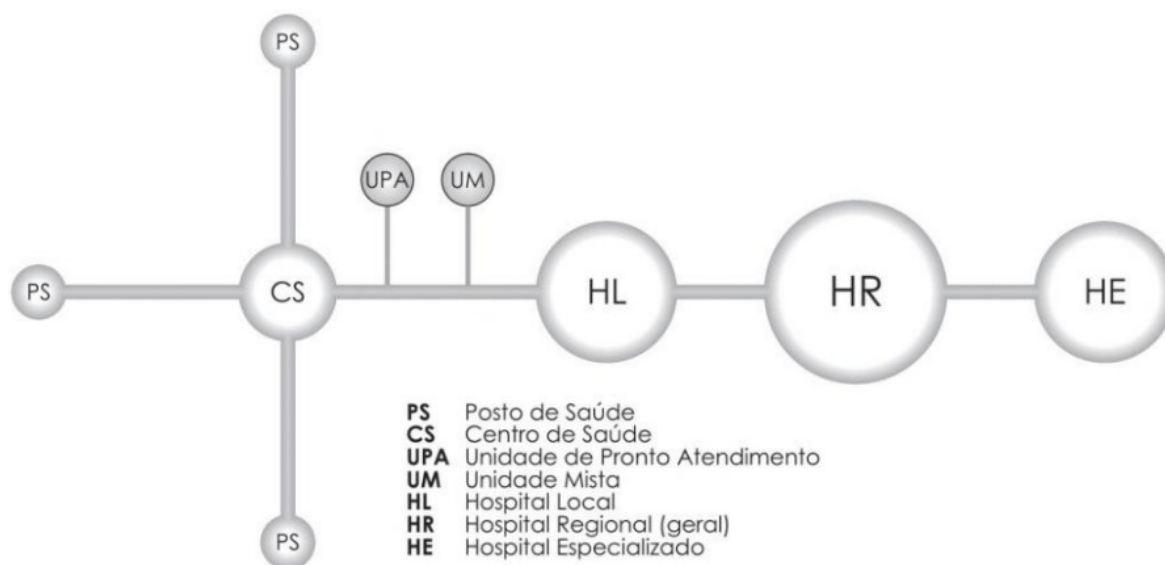 PS
UPA UM
PS CS HL HR HE
PS
PS Posto de Saúde
CS Centro de Saúde
UPA Unidade de Pronto Atendimento
UM Unidade Mista
HL Hospital Local
HR Hospital Regional (geral)
HE Hospital Especializado